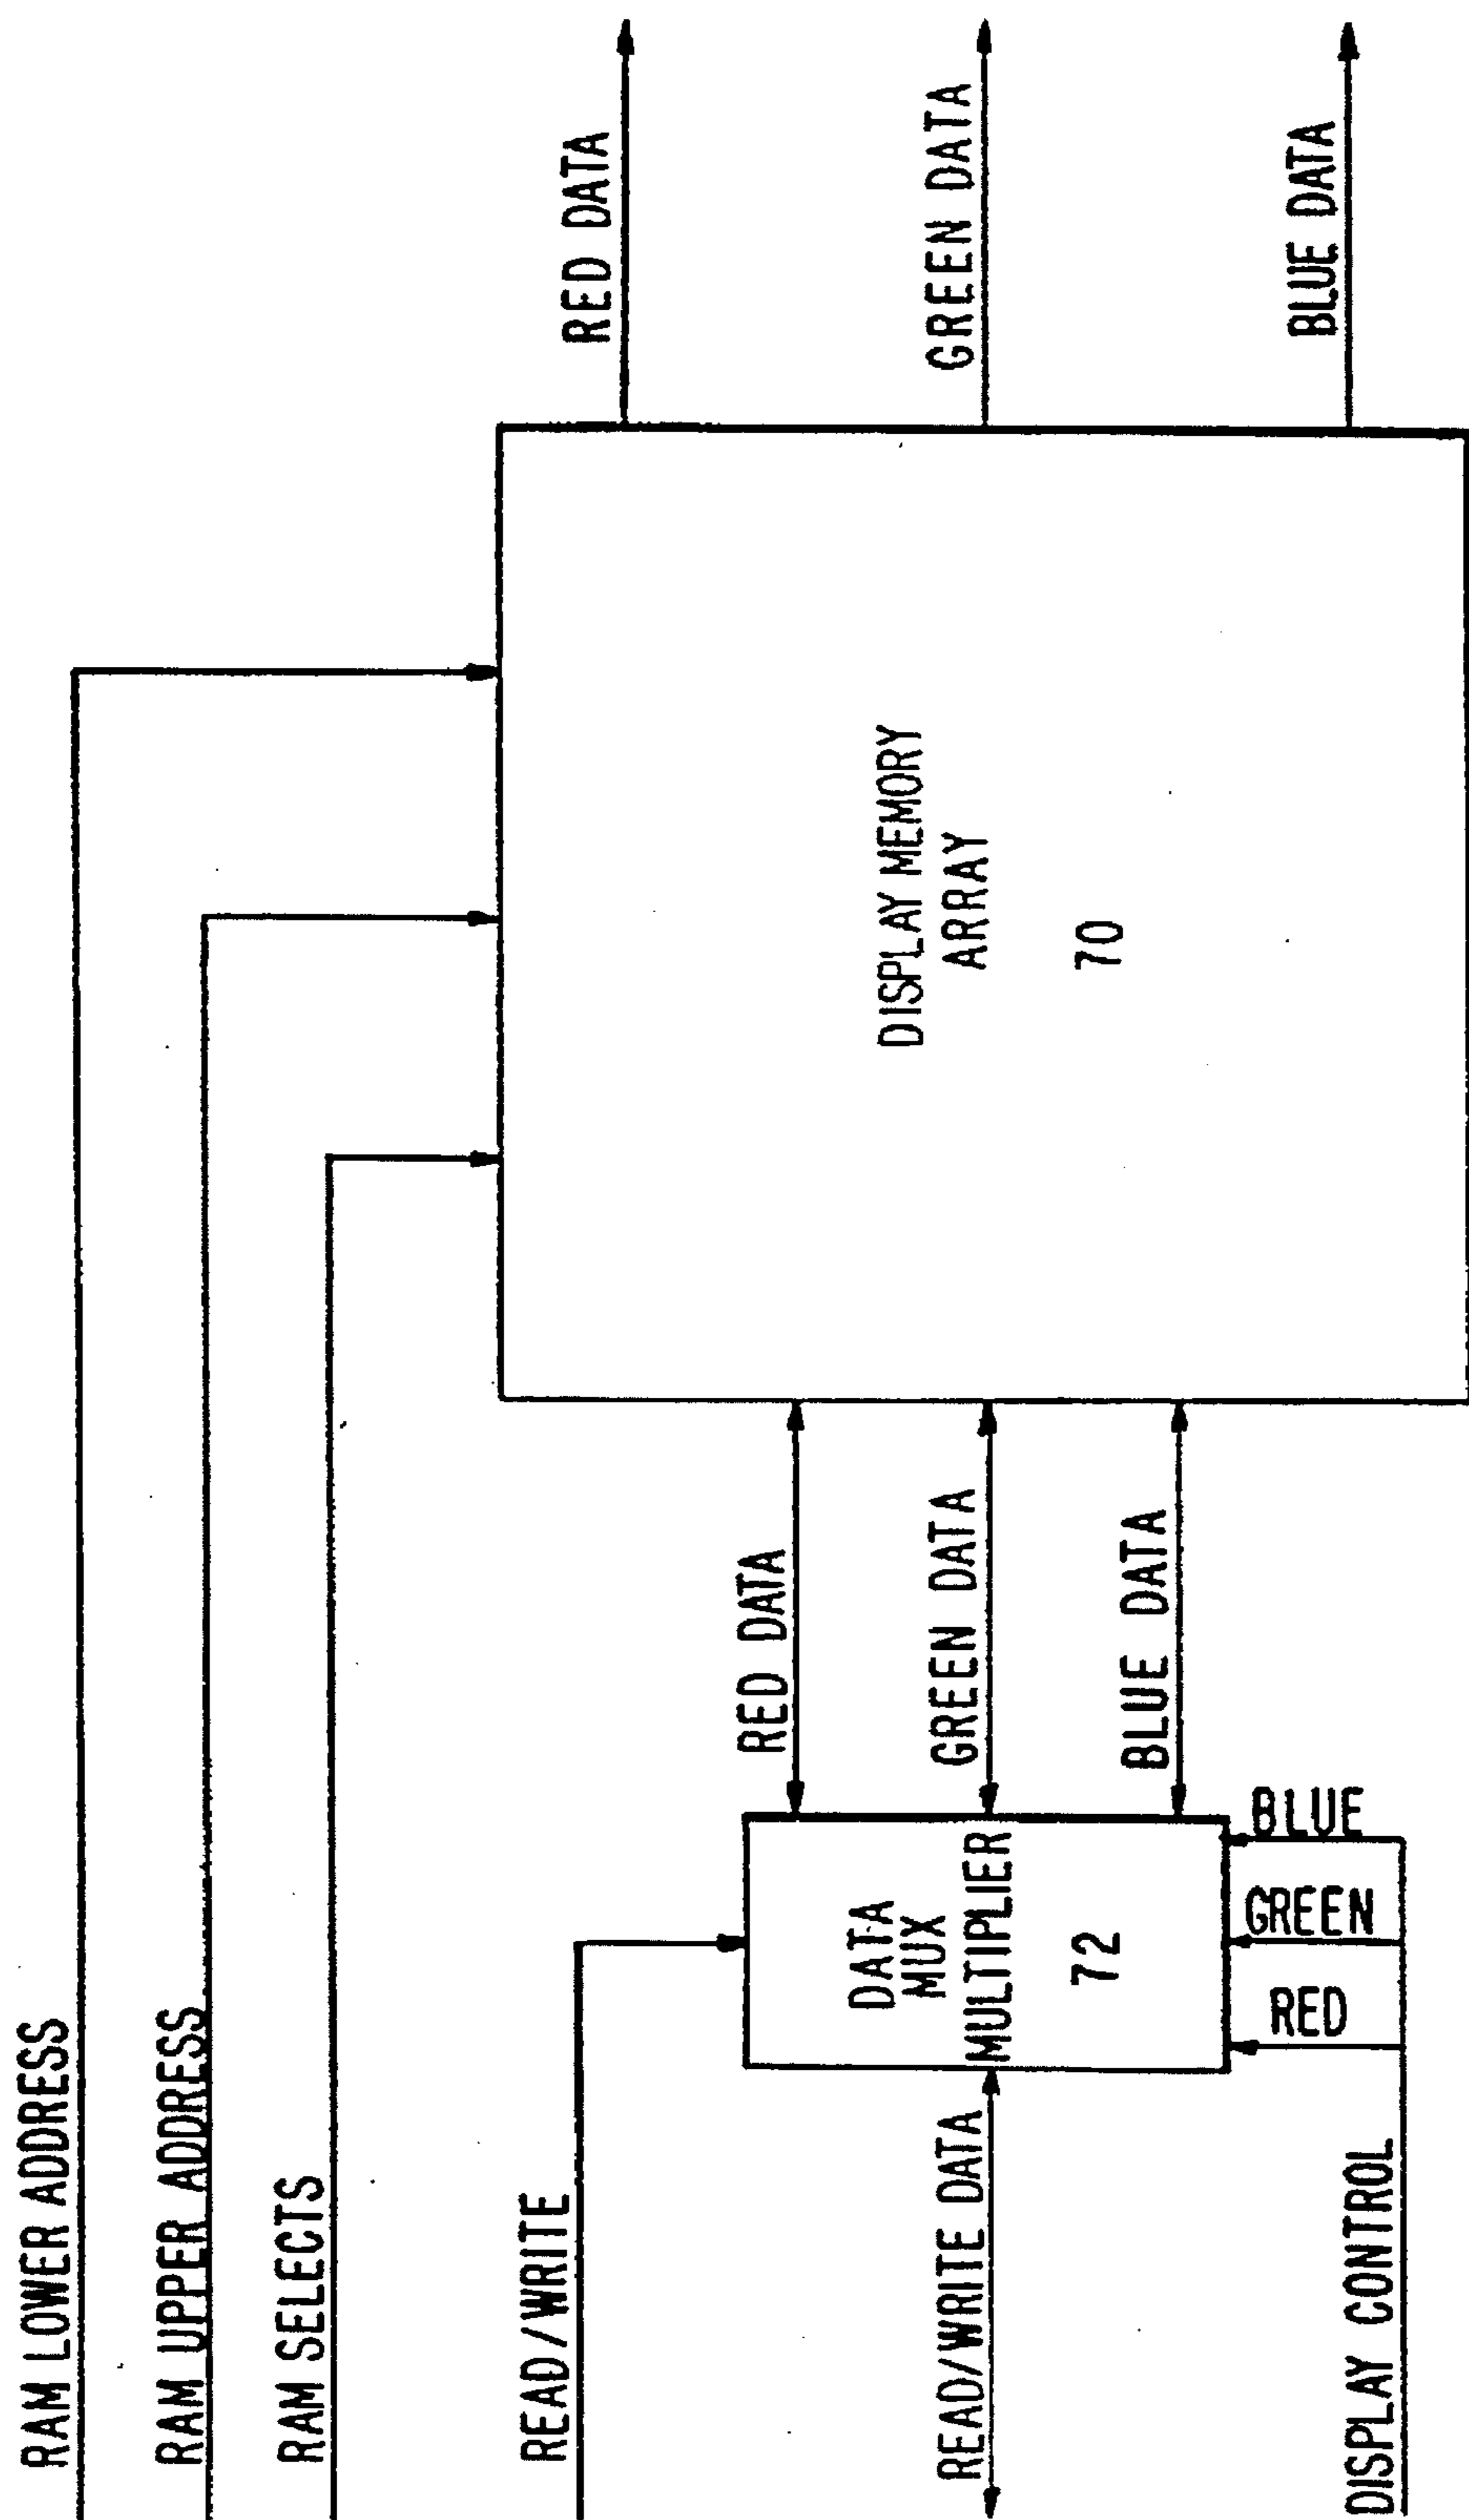 RAM LOWER ADDRESS
RAM UPPER ADDRESS
RAM SELECTS
READ/WRITE
READ/WRITE DATA
DISPLAY CONTROL
DATA
MUX
MULTIPLIER
72
RED
GREEN
BLUE
RED DATA
GREEN DATA
BLUE DATA
DISPLAY MEMORY
ARRAY
70
RED DATA
GREEN DATA
BLUE DATA